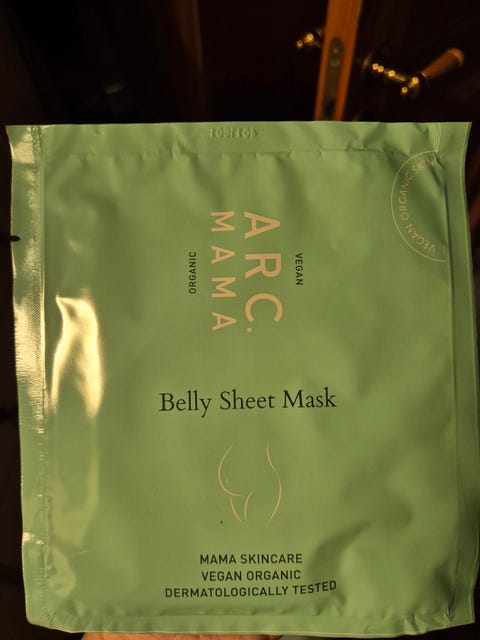 VEGAN ORGANIC SKIN
VEGAN
ARC.
MAMA
ORGANIC
Belly Sheet Mask
MAMA SKINCARE
VEGAN ORGANIC
DERMATOLOGICALLY TESTED